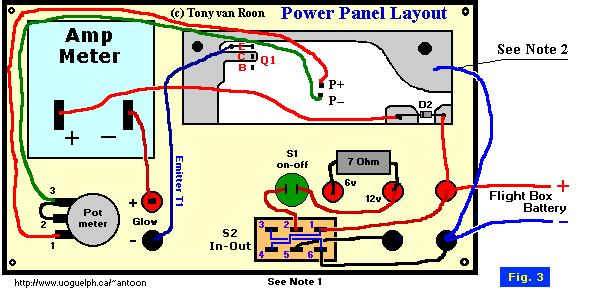 (c) Tony van Roon
Power Panel Layout
Amp
Meter
+ −
E
C
B
Q1
P+
P−
See Note 2
D2
Emitter T1
S1
on-off
7 Ohm
6v
12v
3
2
1
Pot
meter
+
Glow
-
S2
In-Out
3 2 1
4 5 6
Flight Box
Battery
+
−
http://www.uoguelph.ca/~antoon
See Note 1
Fig. 3